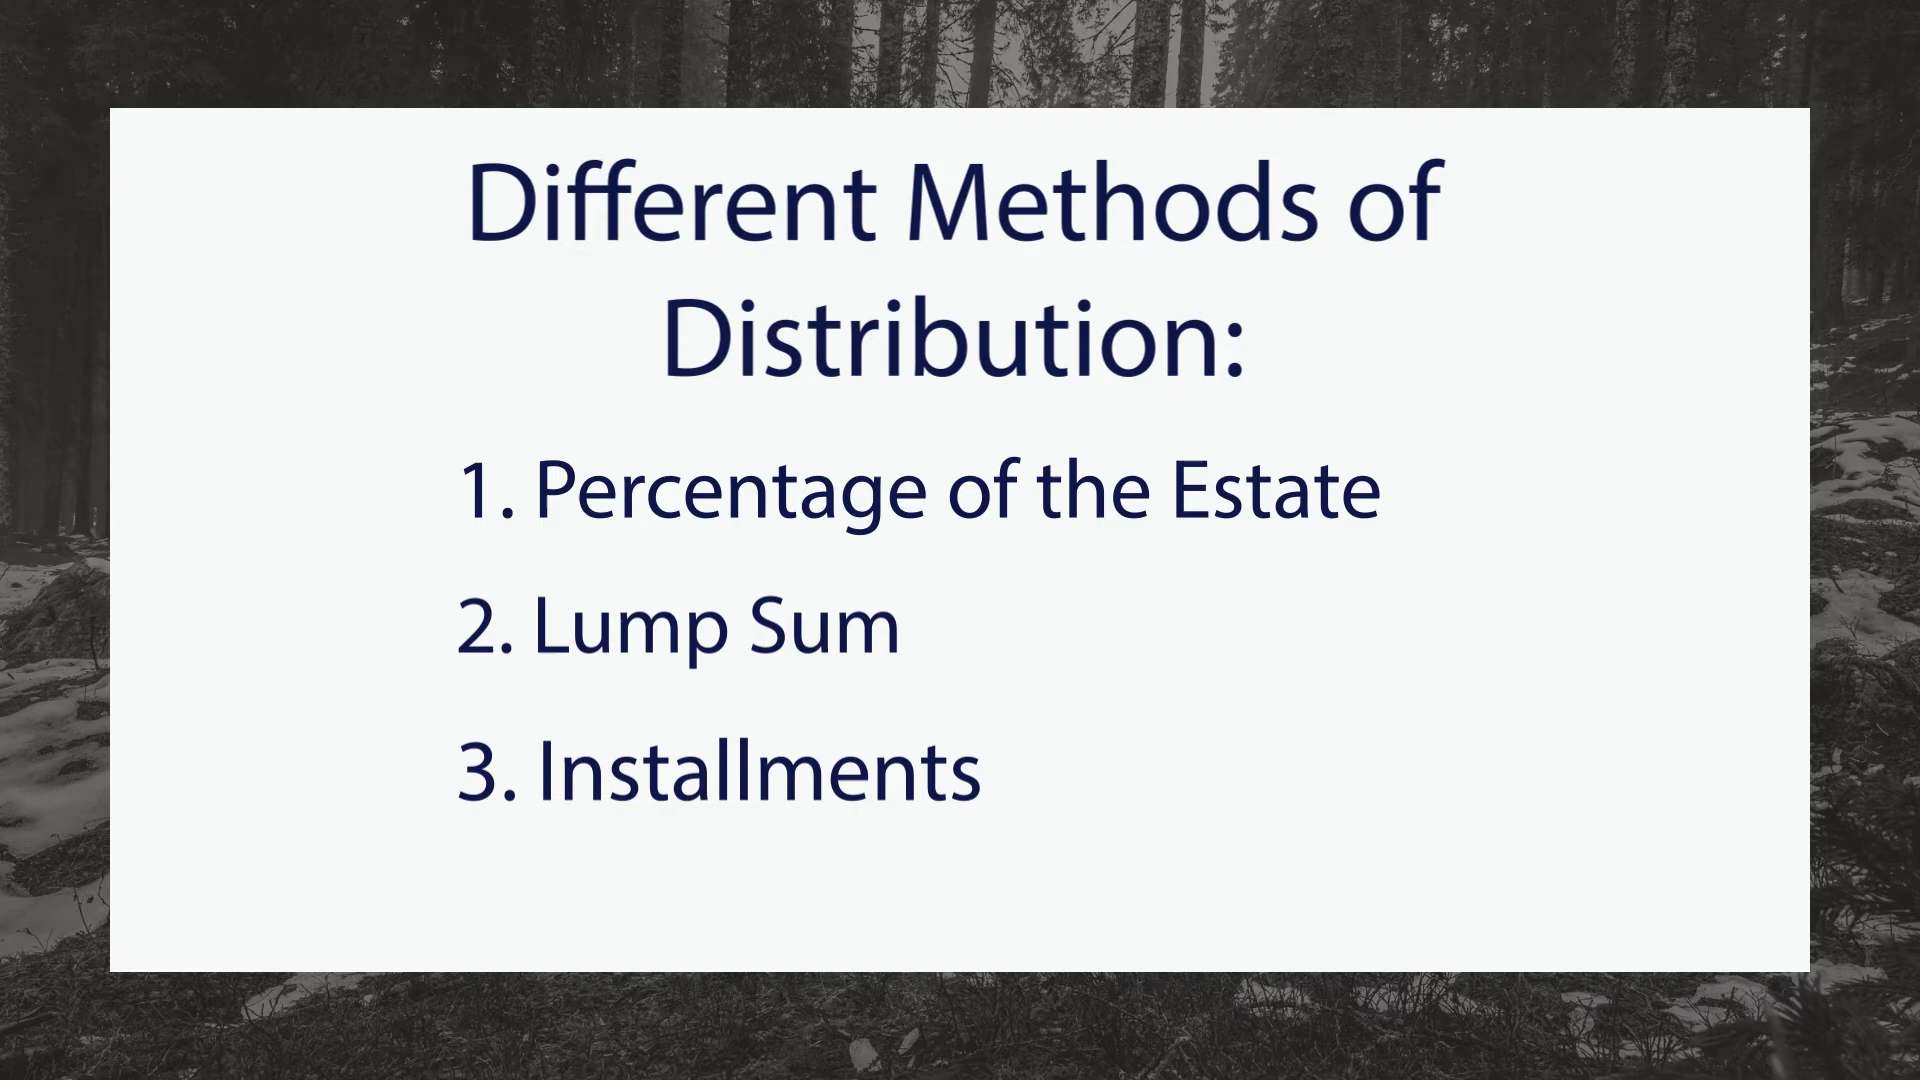 Different Methods of
Distribution:
1. Percentage of the Estate
2. Lump Sum
3. Installments